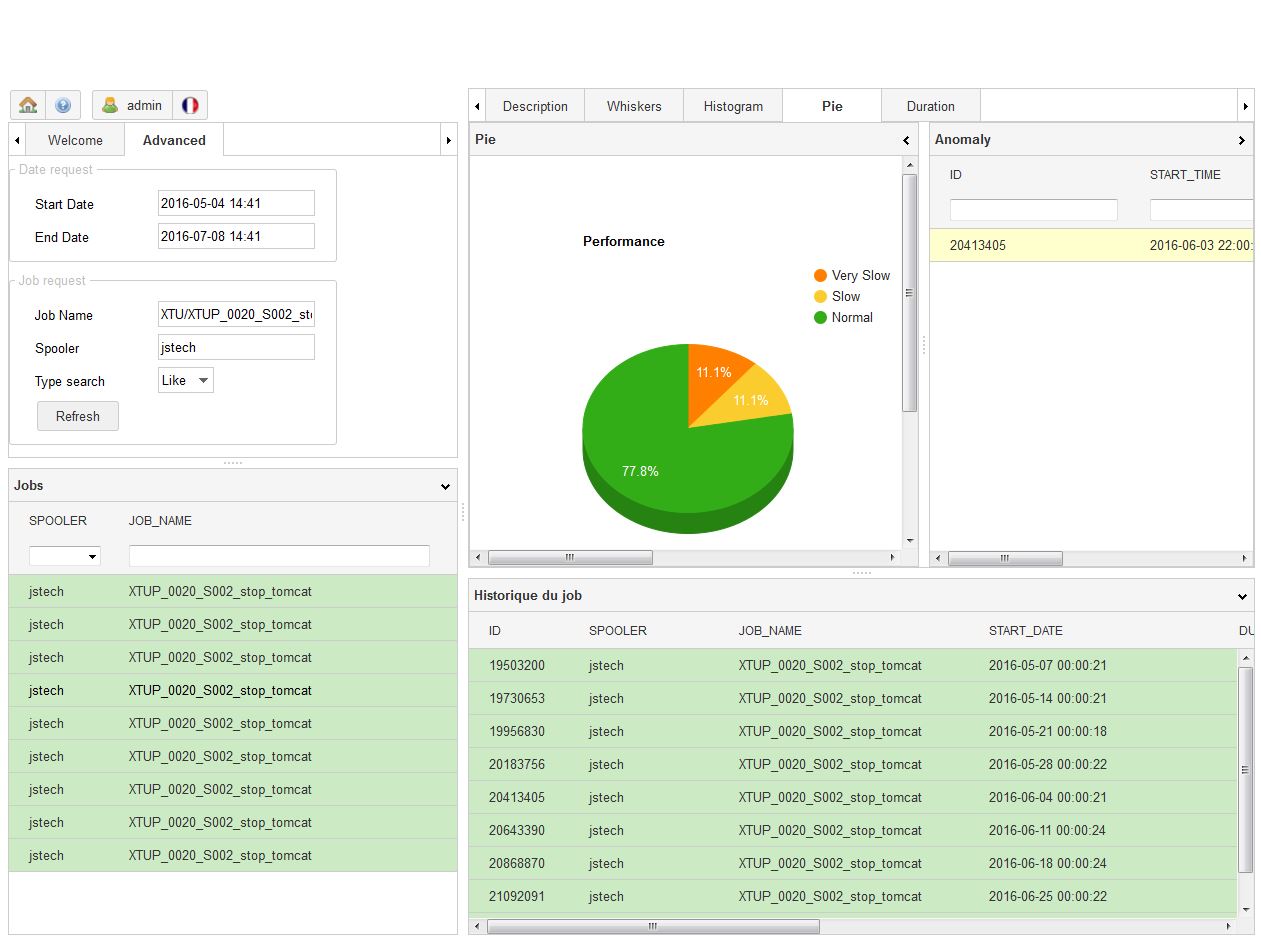 admin
Welcome
Advanced
Date request
Start Date
2016-05-04 14:41
End Date
2016-07-08 14:41
Job request
Job Name
XTU/XTUP_0020_S002_sto
Spooler
jstech
Type search
Like
Refresh
Jobs
SPOOLER JOB_NAME
jstech XTUP_0020_S002_stop_tomcat
jstech XTUP_0020_S002_stop_tomcat
jstech XTUP_0020_S002_stop_tomcat
jstech XTUP_0020_S002_stop_tomcat
jstech XTUP_0020_S002_stop_tomcat
jstech XTUP_0020_S002_stop_tomcat
jstech XTUP_0020_S002_stop_tomcat
jstech XTUP_0020_S002_stop_tomcat
jstech XTUP_0020_S002_stop_tomcat
Description
Whiskers
Histogram
Pie
Duration
Pie
Performance
Very Slow
Slow
Normal
11.1%
11.1%
77.8%
Anomaly
ID START_TIME
20413405 2016-06-03 22:00:
Historique du job
ID SPOOLER JOB_NAME START_DATE DU
19503200 jstech XTUP_0020_S002_stop_tomcat 2016-05-07 00:00:21
19730653 jstech XTUP_0020_S002_stop_tomcat 2016-05-14 00:00:21
19956830 jstech XTUP_0020_S002_stop_tomcat 2016-05-21 00:00:18
20183756 jstech XTUP_0020_S002_stop_tomcat 2016-05-28 00:00:22
20413405 jstech XTUP_0020_S002_stop_tomcat 2016-06-04 00:00:21
20643390 jstech XTUP_0020_S002_stop_tomcat 2016-06-11 00:00:24
20868870 jstech XTUP_0020_S002_stop_tomcat 2016-06-18 00:00:24
21092091 jstech XTUP_0020_S002_stop_tomcat 2016-06-25 00:00:22